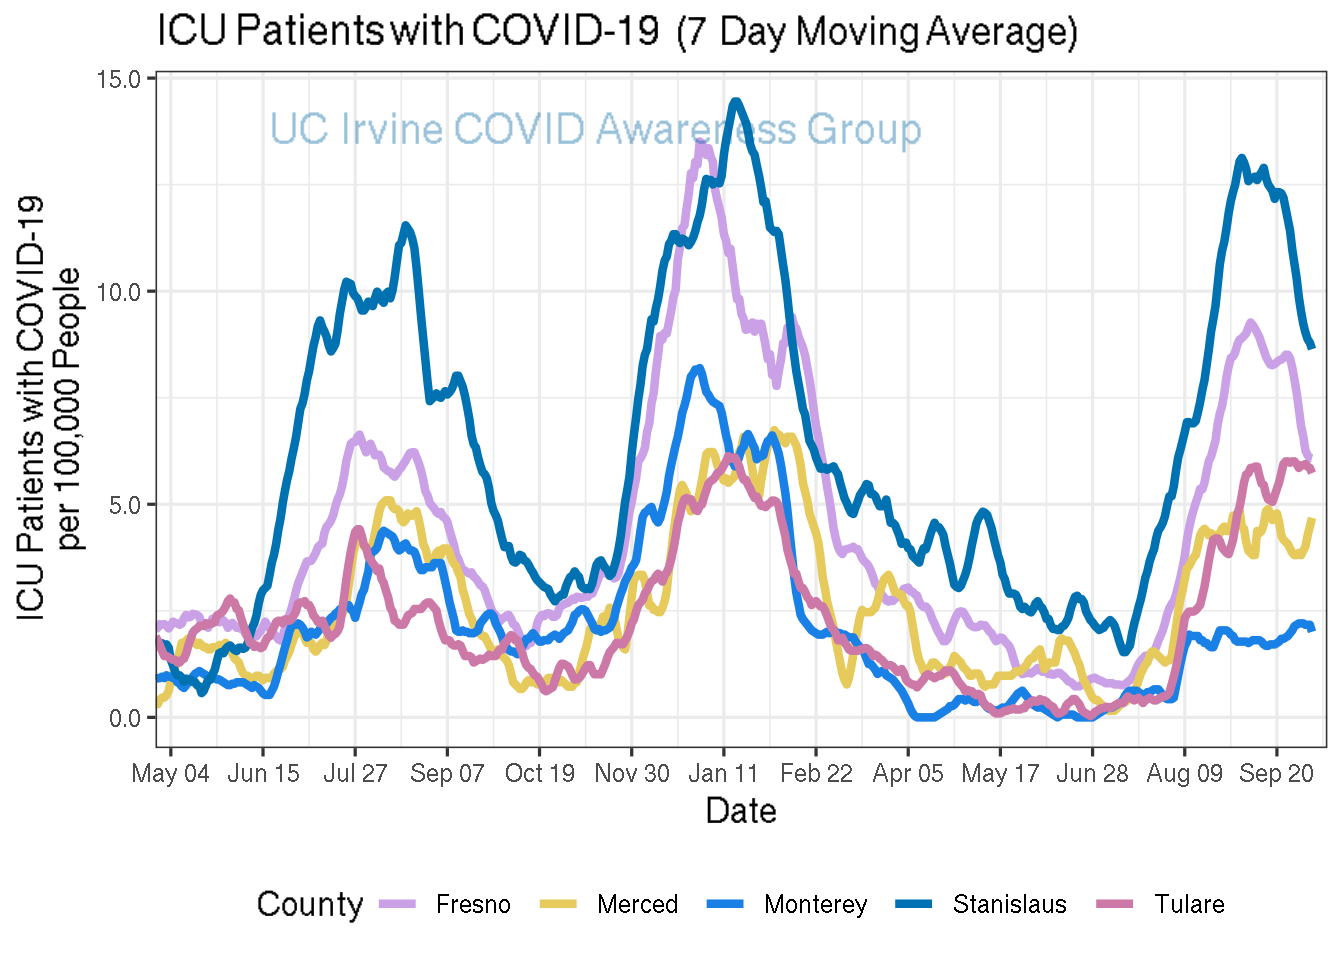 ICU Patients with COVID-19 (7 Day Moving Average)
UC Irvine COVID Awareness Group
ICU Patients with COVID-19
per 100,000 People
15.0
10.0
5.0
0.0
May 04 Jun 15 Jul 27 Sep 07 Oct 19 Nov 30 Jan 11 Feb 22 Apr 05 May 17 Jun 28 Aug 09 Sep 20
Date
County Fresno Merced Monterey Stanislaus Tulare